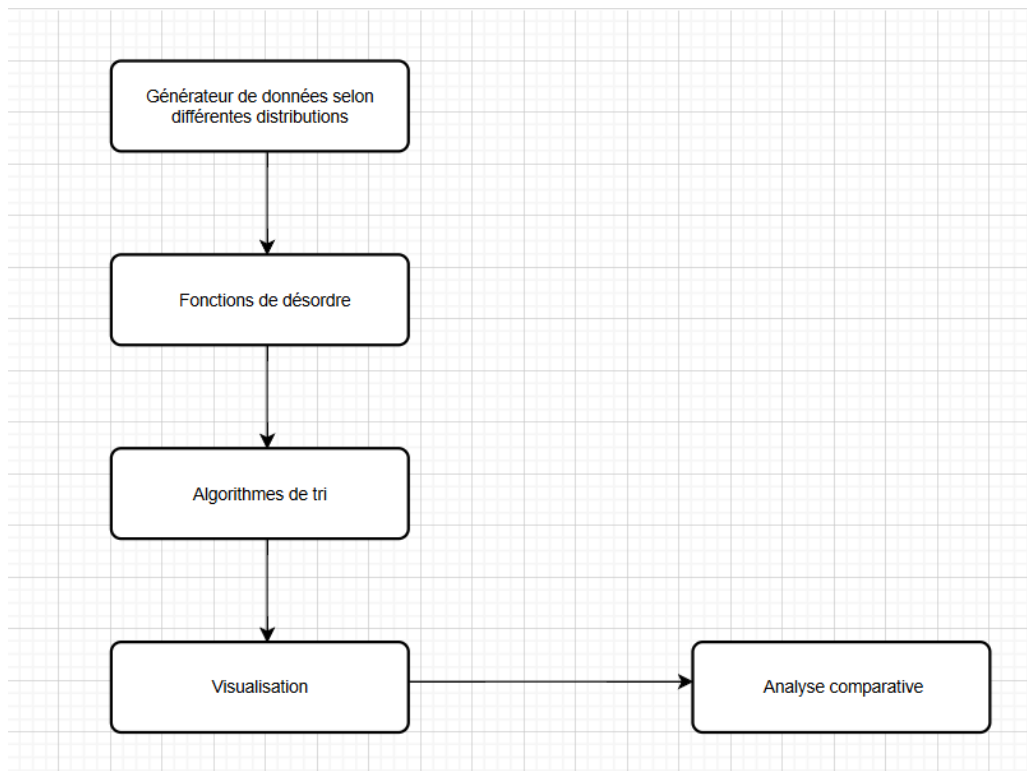 Générateur de données selon
différentes distributions
Fonctions de désordre
Algorithmes de tri
Visualisation
Analyse comparative